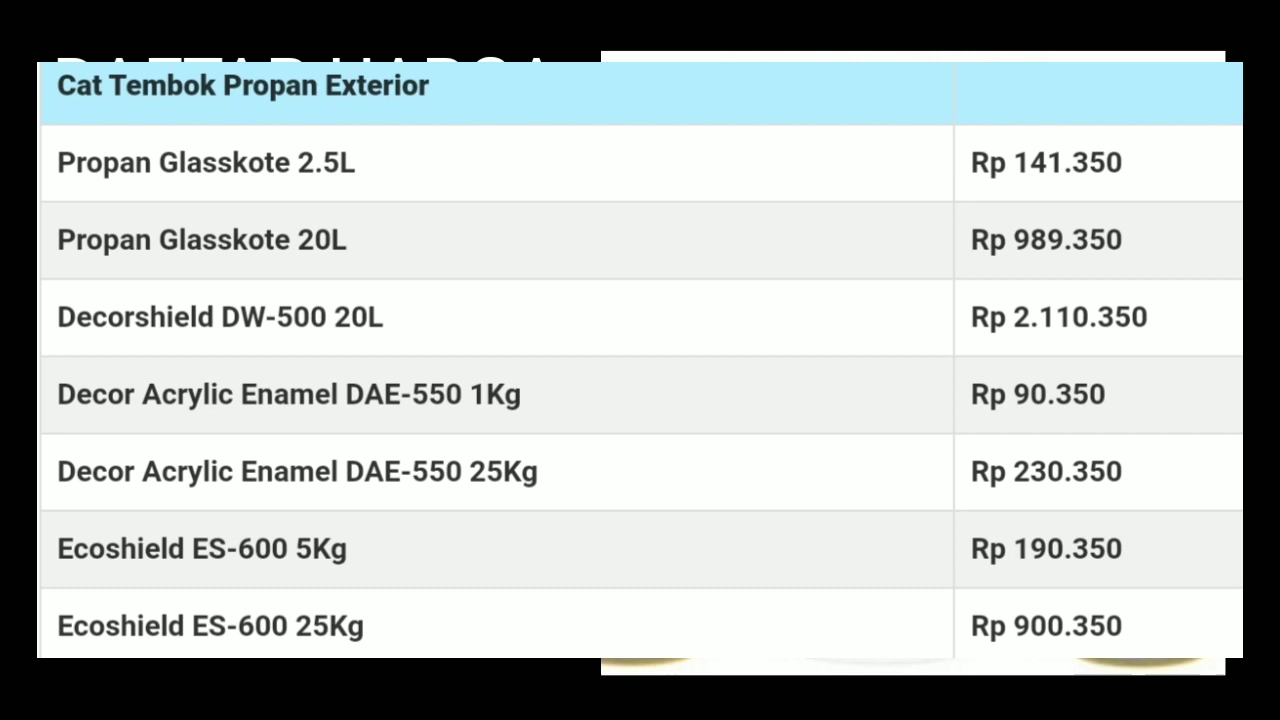 DAFTAR HARGA
Cat Tembok Propan Exterior
Propan Glasskote 2.5L Rp 141.350
Propan Glasskote 20L Rp 989.350
Decorshield DW-500 20L Rp 2.110.350
Decor Acrylic Enamel DAE-550 1Kg Rp 90.350
Decor Acrylic Enamel DAE-550 25Kg Rp 230.350
Ecoshield ES-600 5Kg Rp 190.350
Ecoshield ES-600 25Kg Rp 900.350